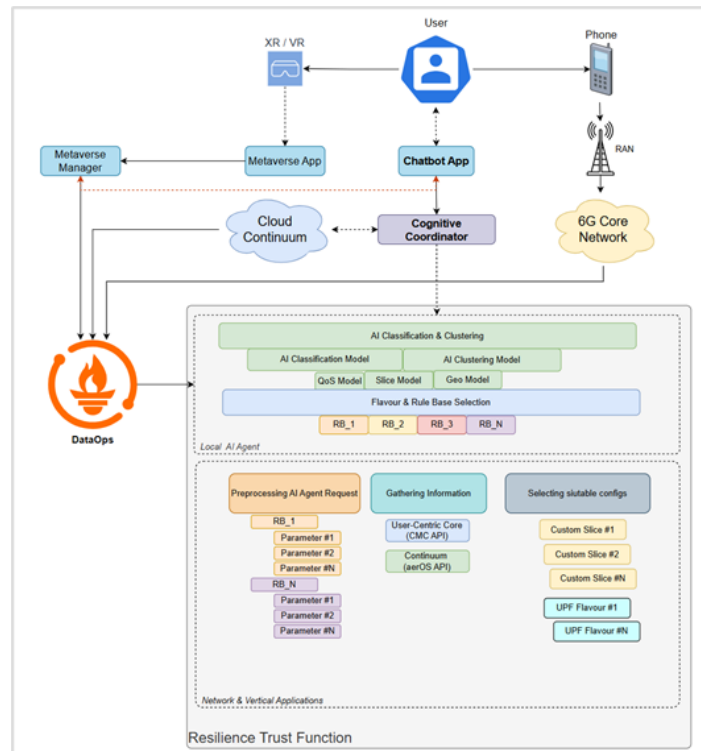 User
XR / VR
Phone
RAN
Metaverse
Manager
Metaverse App
Chatbot App
Cloud
Continuum
Cognitive
Coordinator
6G Core
Network
DataOps
AI Classification & Clustering
AI Classification Model
AI Clustering Model
QoS Model
Slice Model
Geo Model
Flavour & Rule Base Selection
RB_1
RB_2
RB_3
RB_N
Local AI Agent
Preprocessing AI Agent Request
RB_1
Parameter #1
Parameter #2
Parameter #N
RB_N
Parameter #1
Parameter #2
Parameter #N
Gathering Information
User-Centric Core
(CMC API)
Continuum
(aerOS API)
Selecting siutable configs
Custom Slice #1
Custom Slice #2
Custom Slice #N
UPF Flavour #1
UPF Flavour #N
Network & Vertical Applications
Resilience Trust Function